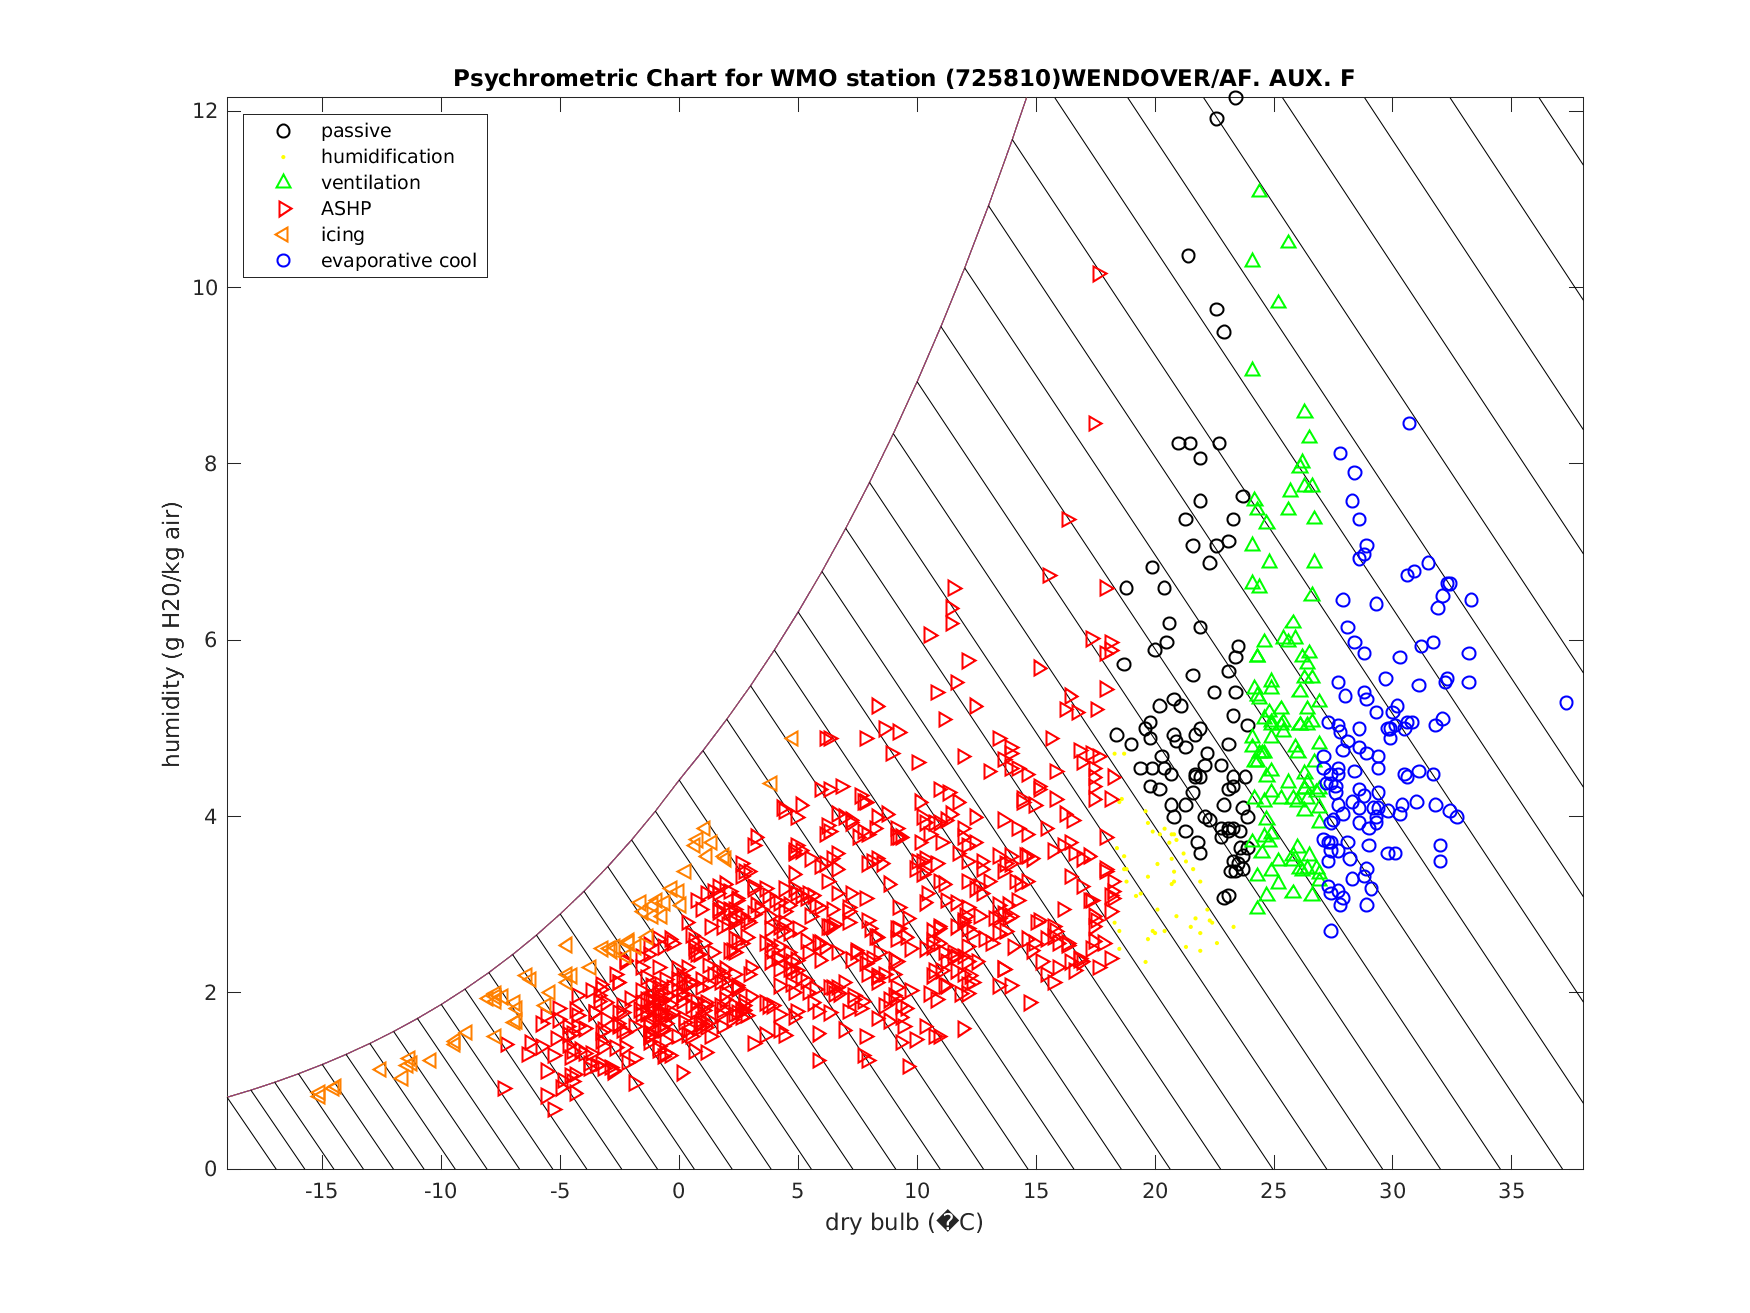 Psychrometric Chart for WMO station (725810)WENDOVER/AF. AUX. F
passive
humidification
ventilation
ASHP
icing
evaporative cool
12
10
8
6
4
2
0
humidity (g H20/kg air)
-15 -10 -5 0 5 10 15 20 25 30 35
dry bulb (�C)